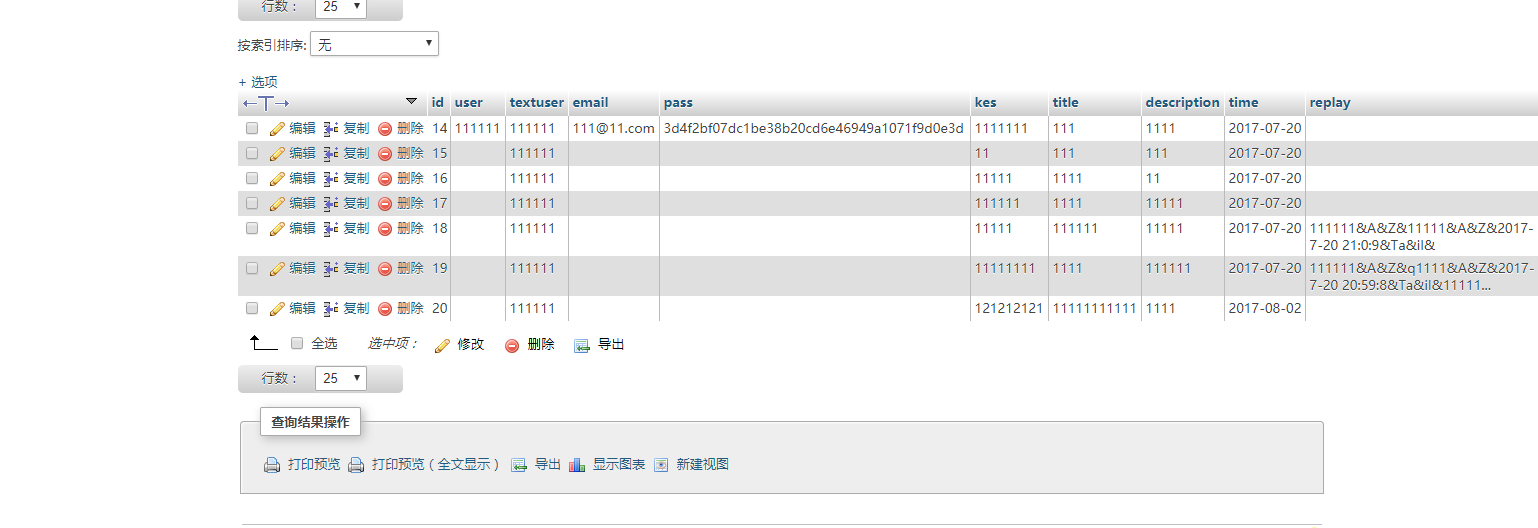 行数： 25
按索引排序: 无
+ 选项
id user textuser email pass kes title description time replay
编辑 复制 删除 14 111111 111111 111@11.com 3d4f2bf07dc1be38b20cd6e46949a1071f9d0e3d 1111111 111 1111 2017-07-20
编辑 复制 删除 15 111111 11 111 111 2017-07-20
编辑 复制 删除 16 111111 11111 1111 11 2017-07-20
编辑 复制 删除 17 111111 111111 1111 11111 2017-07-20
编辑 复制 删除 18 111111 11111 111111 11111 2017-07-20 111111&A&Z&11111&A&Z&2017-
7-20 21:0:9&Ta&il&
编辑 复制 删除 19 111111 11111111 1111 111111 2017-07-20 111111&A&Z&q1111&A&Z&2017-
7-20 20:59:8&Ta&il&11111...
编辑 复制 删除 20 111111 121212121 11111111111 1111 2017-08-02
全选 选中项： 修改 删除 导出
行数： 25
查询结果操作
打印预览 打印预览（全文显示） 导出 显示图表 新建视图